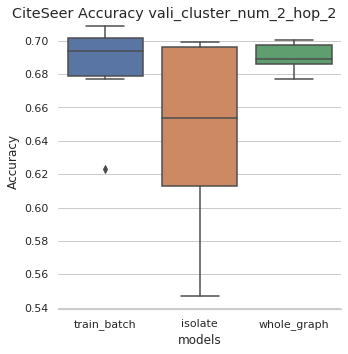 CiteSeer Accuracy vali_cluster_num_2_hop_2
0.70
0.68
0.66
0.64
0.62
0.60
0.58
0.56
0.54
Accuracy
train_batch isolate whole_graph
models